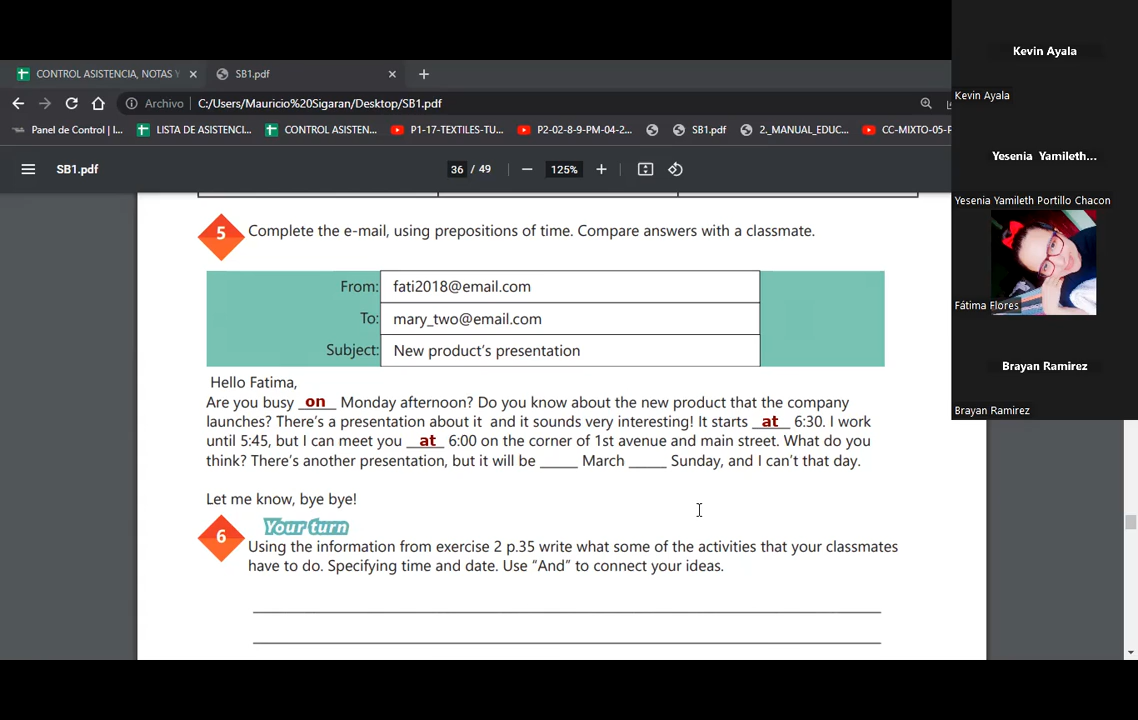 Kevin Ayala
Kevin Ayala
CONTROL ASISTENCIA, NOTAS Y
SB1.pdf
Archivo
C:/Users/Mauricio%20Sigaran/Desktop/SB1.pdf
Panel de Control | I...
LISTA DE ASISTENCI...
CONTROL ASISTEN...
P1-17-TEXTILES-TU...
P2-02-8-9-PM-04-2...
SB1.pdf
2._MANUAL_EDUC...
CC-MIXTO-05-P
Yesenia Yamileth...
Yesenia Yamileth Portillo Chacon
SB1.pdf
36 / 49
125%
5
Complete the e-mail, using prepositions of time. Compare answers with a classmate.
From: fati2018@email.com
To: mary_two@email.com
Subject: New product's presentation
Fátima Flores
Brayan Ramirez
Brayan Ramirez
Hello Fatima,
Are you busy __on__ Monday afternoon? Do you know about the new product that the company
launches? There's a presentation about it and it sounds very interesting! It starts __at__ 6:30. I work
until 5:45, but I can meet you __at__ 6:00 on the corner of 1st avenue and main street. What do you
think? There's another presentation, but it will be _____ March _____ Sunday, and I can't that day.
Let me know, bye bye!
6
Your turn
Using the information from exercise 2 p.35 write what some of the activities that your classmates
have to do. Specifying time and date. Use “And” to connect your ideas.